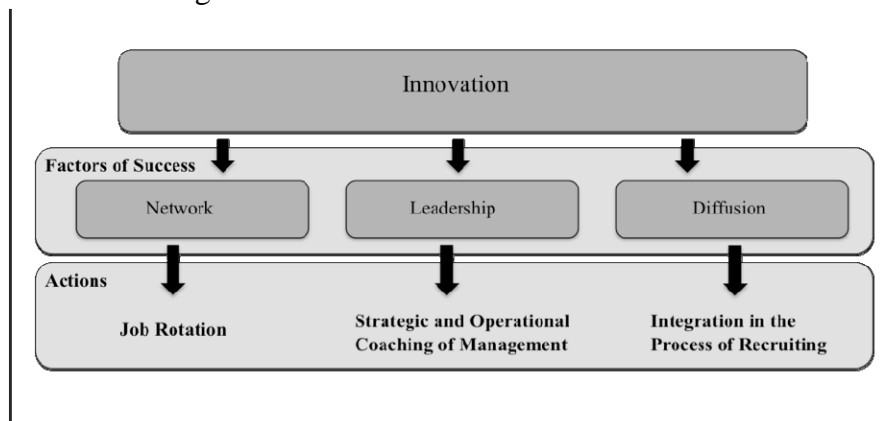 Innovation
Factors of Success
Network
Leadership
Diffusion
Actions
Job Rotation
Strategic and Operational
Coaching of Management
Integration in the
Process of Recruiting